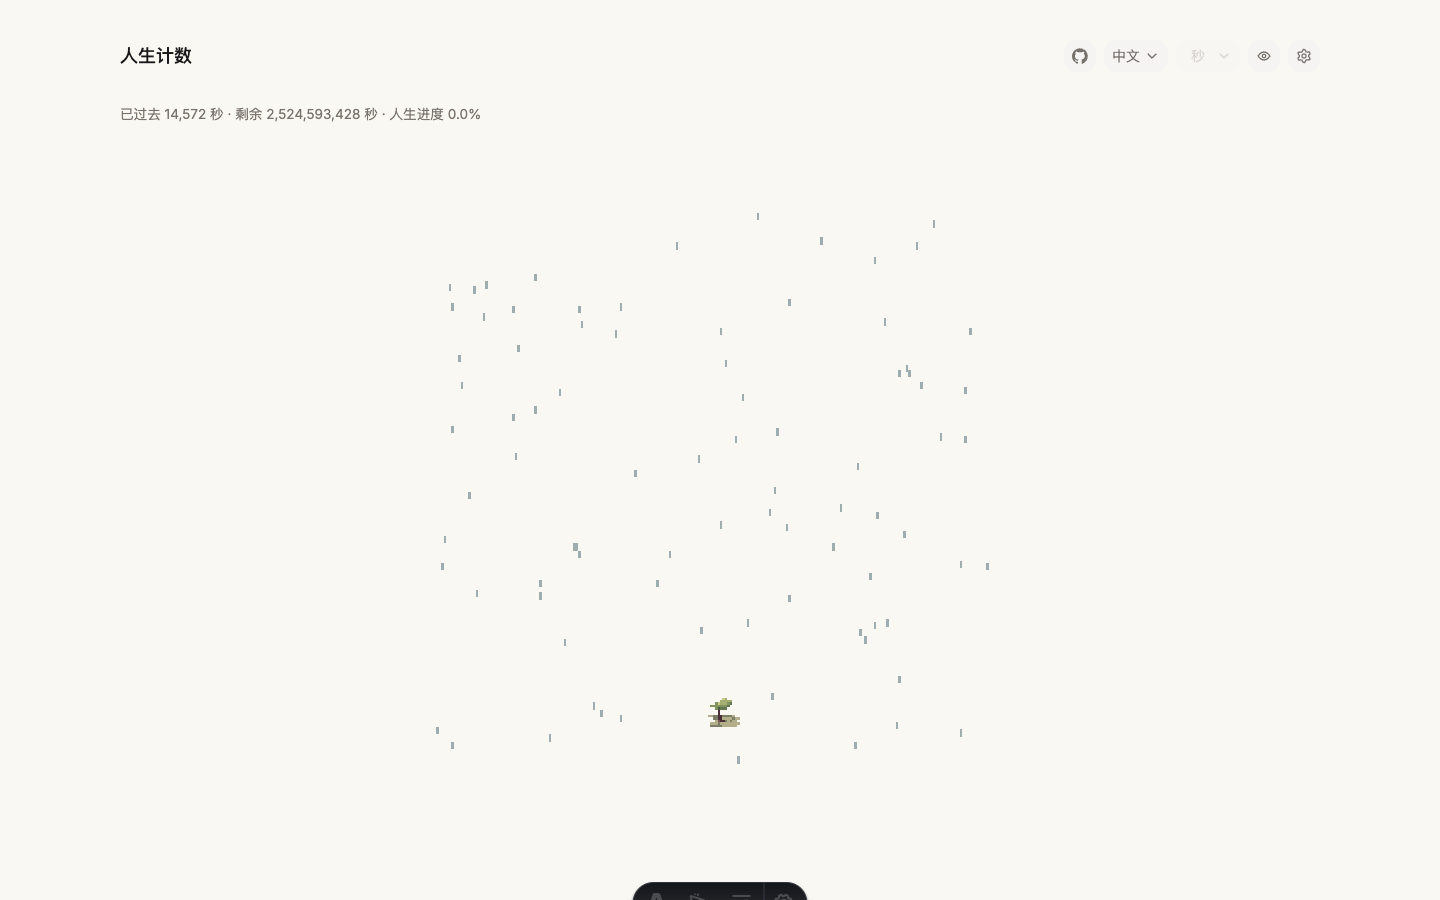 人生计数
中文
秒
已过去 14,572 秒 · 剩余 2,524,593,428 秒 · 人生进度 0.0%